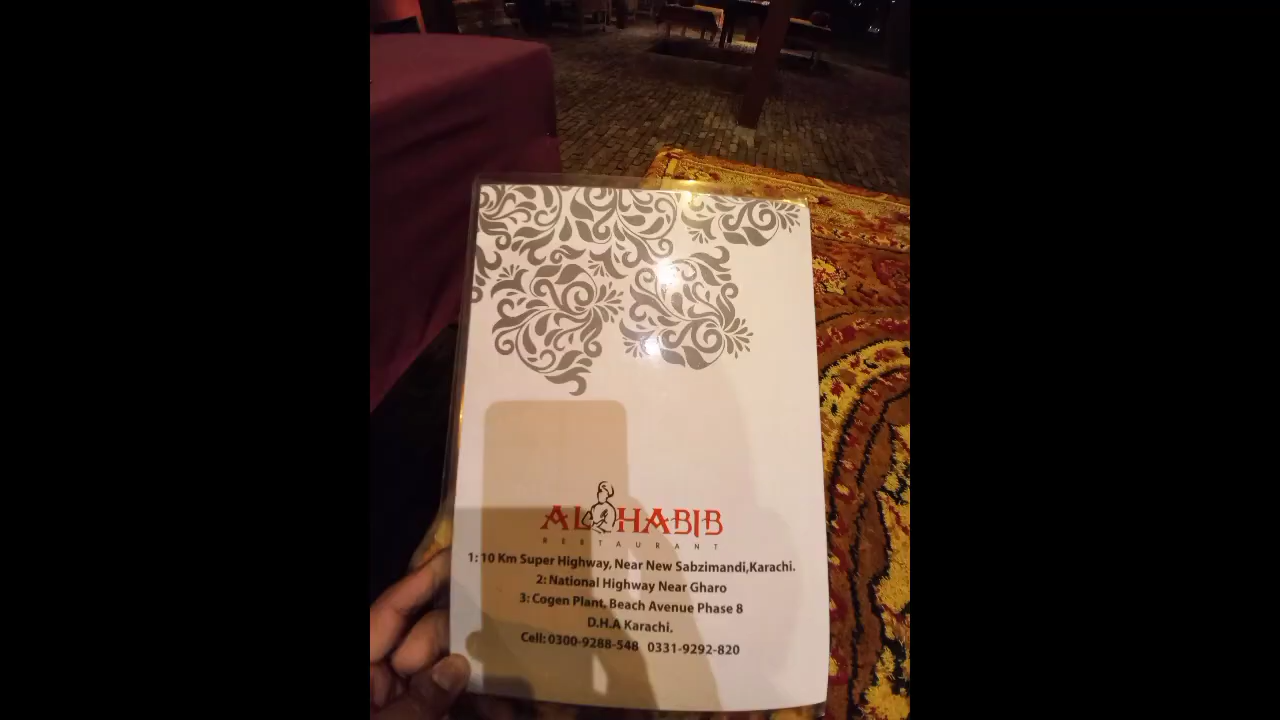 AL HABIB
RESTAURANT
1: 10 Km Super Highway, Near New Sabzimandi,Karachi.
2: National Highway Near Gharo
3: Cogen Plant, Beach Avenue Phase 8
D.H.A Karachi.
Cell: 0300-9288-548 0331-9292-820